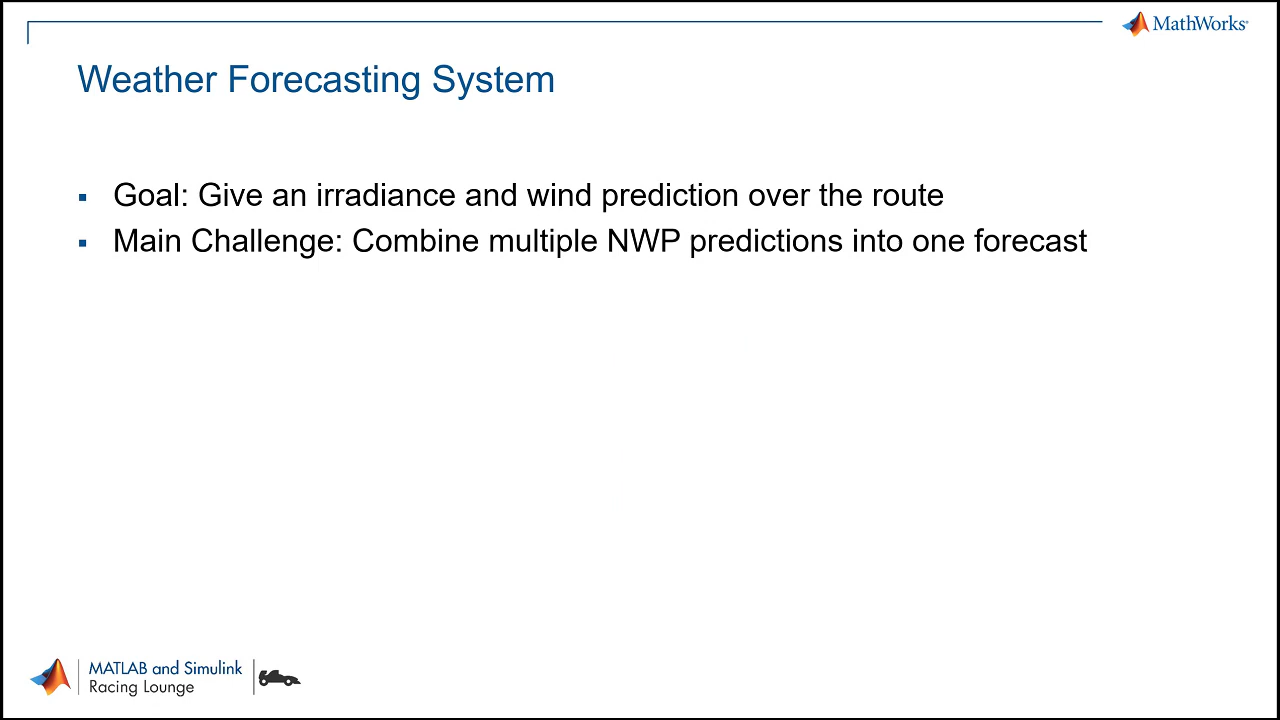 MathWorks®
Weather Forecasting System
▪ Goal: Give an irradiance and wind prediction over the route
▪ Main Challenge: Combine multiple NWP predictions into one forecast
MATLAB and Simulink
Racing Lounge